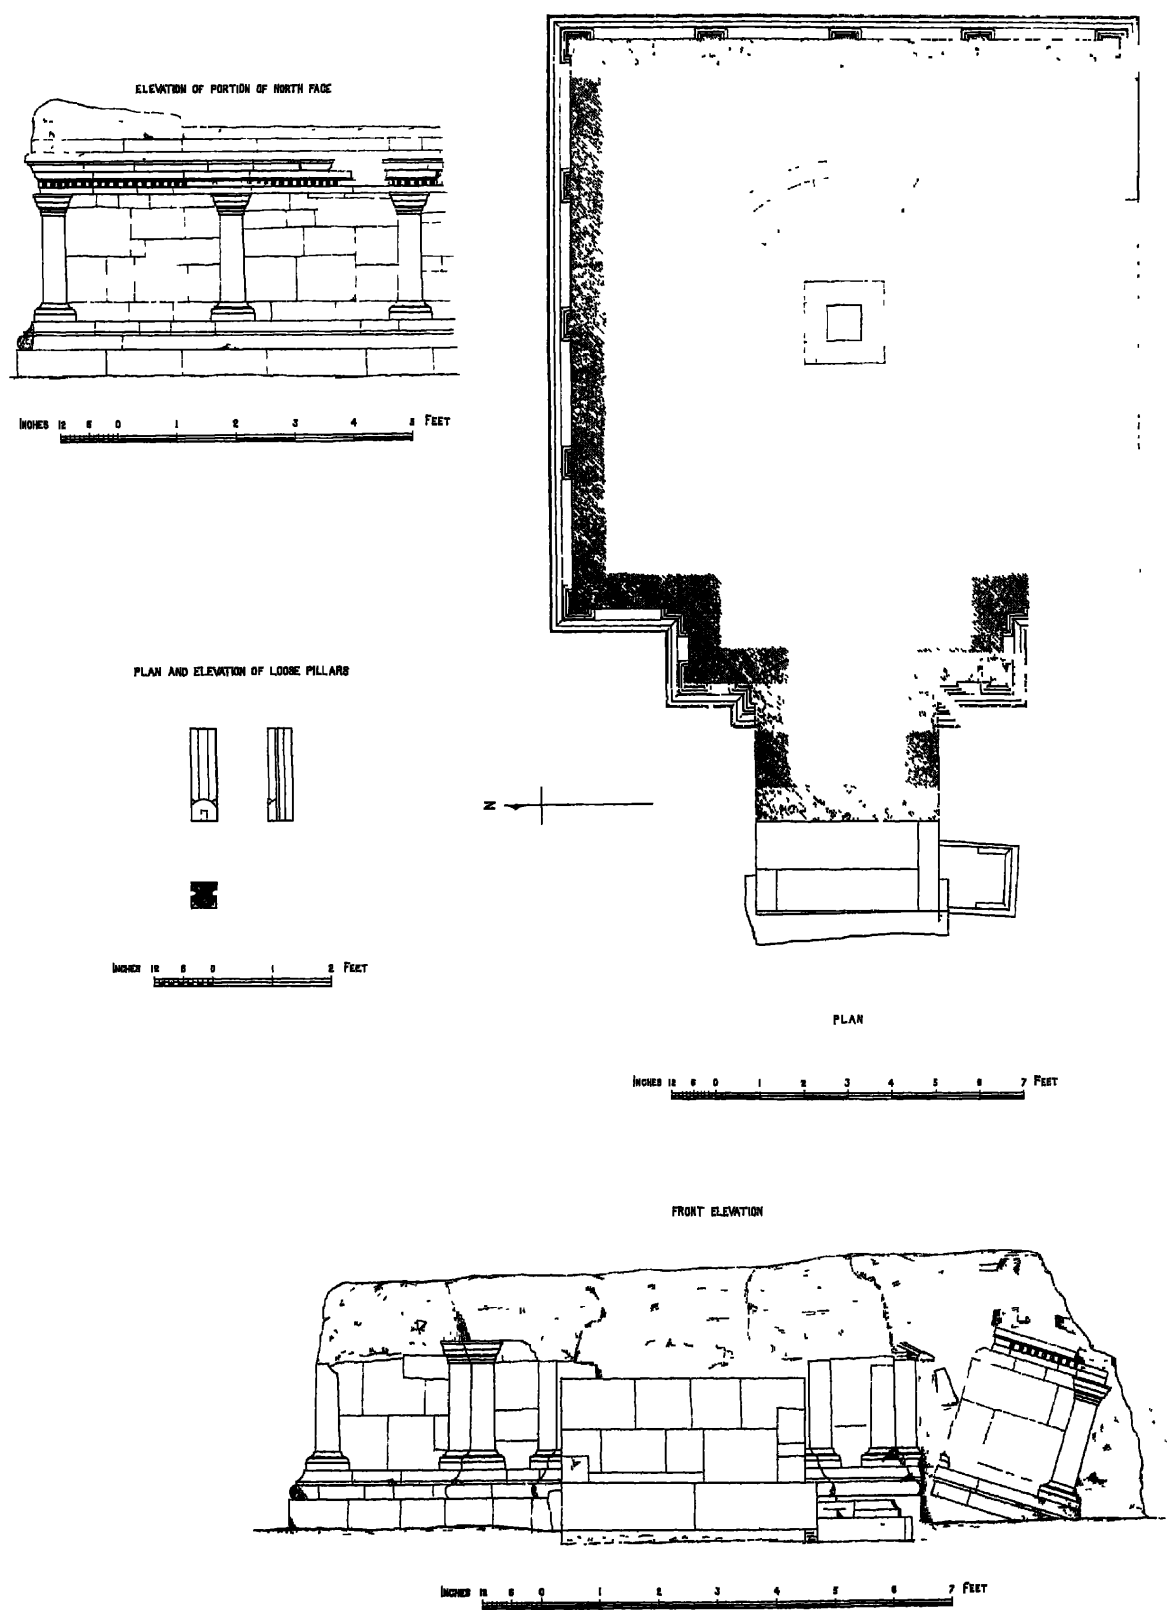 ELEVATION OF PORTION OF NORTH FACE
INCHES 12 6 0 1 2 3 4 5 FEET
PLAN AND ELEVATION OF LOOSE PILLARS
N
INCHES 12 6 0 1 2 FEET
PLAN
INCHES 12 6 0 1 2 3 4 5 6 7 FEET
FRONT ELEVATION
INCHES 12 6 0 1 2 3 4 5 6 7 FEET